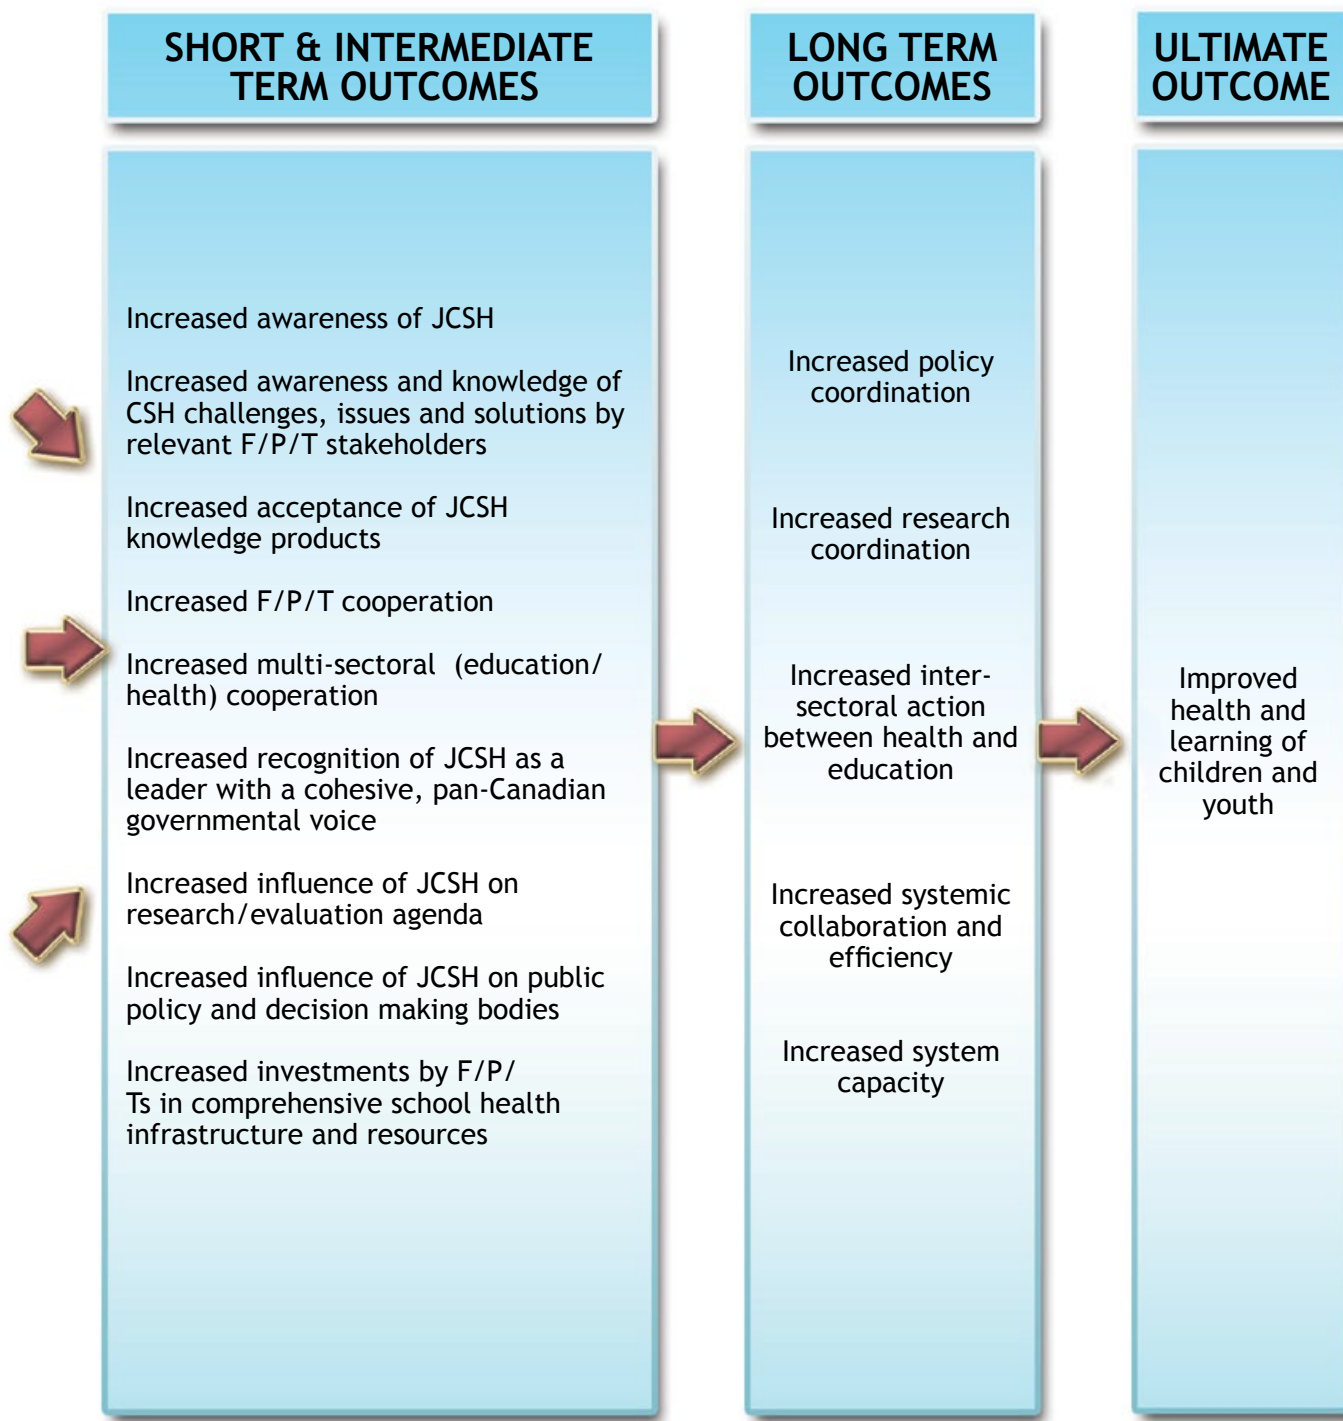 SHORT & INTERMEDIATE
TERM OUTCOMES
Increased awareness of JCSH
Increased awareness and knowledge of
CSH challenges, issues and solutions by
relevant F/P/T stakeholders
Increased acceptance of JCSH
knowledge products
Increased F/P/T cooperation
Increased multi-sectoral  (education/
health) cooperation
Increased recognition of JCSH as a
leader with a cohesive, pan-Canadian
governmental voice
Increased influence of JCSH on
research/evaluation agenda
Increased influence of JCSH on public
policy and decision making bodies
Increased investments by F/P/
Ts in comprehensive school health
infrastructure and resources
LONG TERM
OUTCOMES
Increased policy
coordination
Increased research
coordination
Increased inter-
sectoral action
between health and
education
Increased systemic
collaboration and
efficiency
Increased system
capacity
ULTIMATE
OUTCOME
Improved
health and
learning of
children and
youth